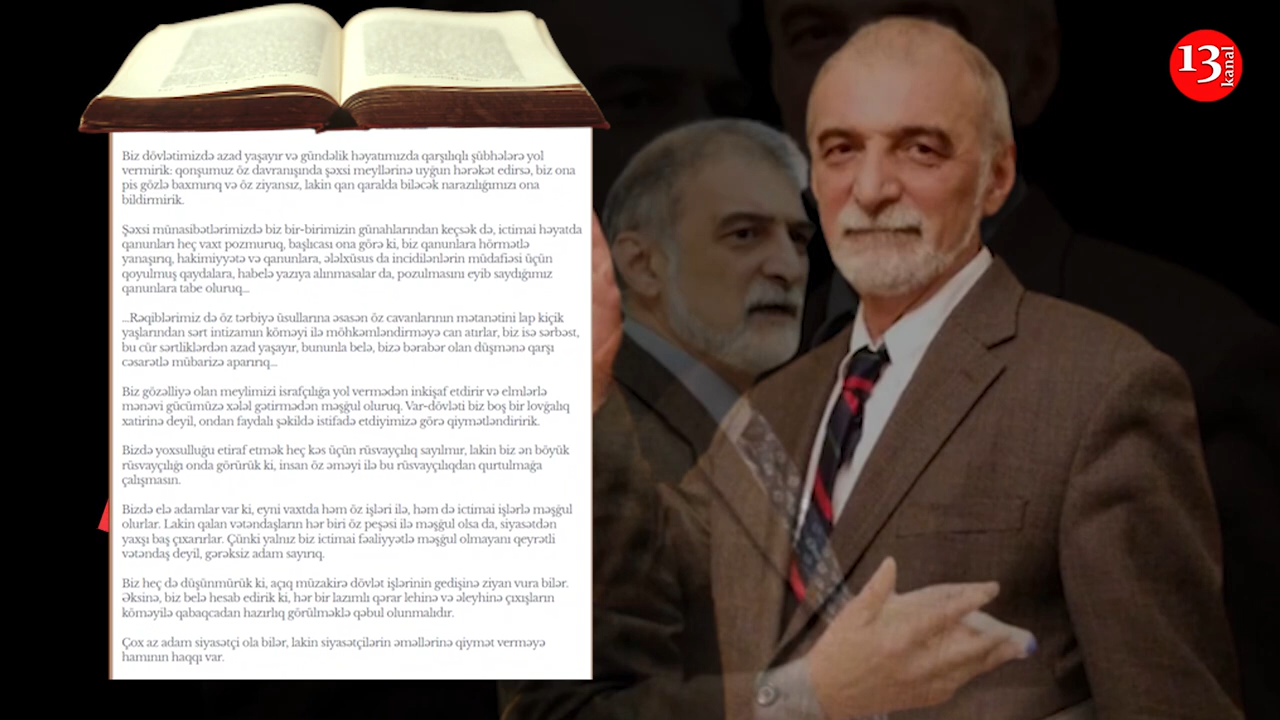 13
kanal
Biz dövlətimizdə azad yaşayır və gündəlik həyatımızda qarşılıqlı şübhələrə yol
vermirik: qonşumuz öz davranışında şəxsi meyllərinə uyğun hərəkət edirsə, biz ona
pis gözlə baxmırıq və öz ziyansız, lakin qan qaralda biləcək narazılığımızı ona
bildirmirik.
Şəxsi münasibətlərimizdə biz bir-birimizin günahlarından keçsək də, ictimai həyatda
qanunları heç vaxt pozmuruq, başlıcası ona görə ki, biz qanunlara hörmətlə
yanaşırıq, hakimiyyətə və qanunlara, ələlxüsus da incidilənlərin müdafiəsi üçün
qoyulmuş qaydalara, habelə yazıya alınmasalar da, pozulmasını eyib saydığımız
qanunlara tabe oluruq...
...Rəqiblərimiz də öz tərbiyə üsullarına əsasən öz cavanlarının mətanətini lap kiçik
yaşlarından sərt intizamın köməyi ilə möhkəmləndirməyə can atırlar, biz isə sərbəst,
bu cür sərtliklərdən azad yaşayır, bununla belə, bizə bərabər olan düşmənə qarşı
cəsarətlə mübarizə aparırıq...
Biz gözəlliyə olan meylimizi israfçılığa yol vermədən inkişaf etdirir və elmlərlə
mənəvi gücümüzə xələl gətirmədən məşğul oluruq. Var-dövləti biz boş bir lovğalıq
xatirinə deyil, ondan faydalı şəkildə istifadə etdiyimizə görə qiymətləndiririk.
Bizdə yoxsulluğu etiraf etmək heç kəs üçün rüsvayçılıq sayılmır, lakin biz ən böyük
rüsvayçılığı onda görürük ki, insan öz əməyi ilə bu rüsvayçılıqdan qurtulmağa
çalışmasın.
Bizdə elə adamlar var ki, eyni vaxtda həm öz işləri ilə, həm də ictimai işlərlə məşğul
olurlar. Lakin qalan vətəndaşların hər biri öz peşəsi ilə məşğul olsa da, siyasətdən
yaxşı baş çıxarırlar. Çünki yalnız biz ictimai fəaliyyətlə məşğul olmayanı qeyrətli
vətəndaş deyil, gərəksiz adam sayırıq.
Biz heç də düşünmürük ki, açıq müzakirə dövlət işlərinin gedişinə ziyan vura bilər.
Əksinə, biz belə hesab edirik ki, hər bir lazımlı qərar lehinə və əleyhinə çıxışların
köməyilə qabaqcadan hazırlıq görülməklə qəbul olunmalıdır.
Çox az adam siyasətçi ola bilər, lakin siyasətçilərin əməllərinə qiymət verməyə
hamının haqqı var.